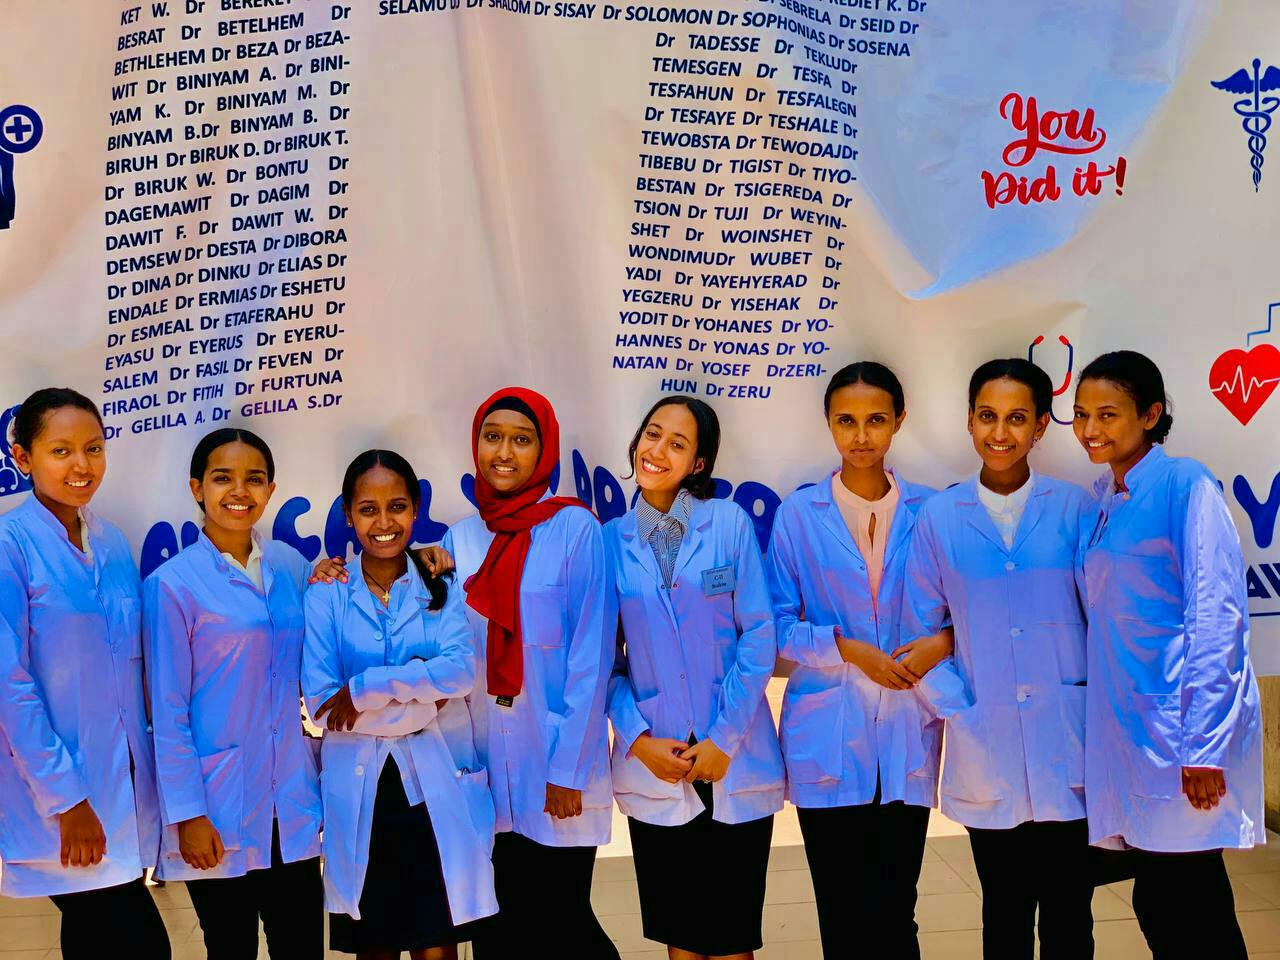 KET W. Dr BEREKET Dr
BESRAT Dr BETELHEM Dr
BETHLEHEM Dr BEZA Dr BEZA-
WIT Dr BINIYAM A. Dr BINI-
YAM K. Dr BINIYAM M. Dr
BINYAM B.Dr BINYAM B. Dr
BIRUH Dr BIRUK D. Dr BIRUK T.
Dr BIRUK W. Dr BONTU Dr
DAGEMAWIT Dr DAGIM Dr
DAWIT F. Dr DAWIT W. Dr
DEMSEW Dr DESTA Dr DIBORA
Dr DINA Dr DINKU Dr ELIAS Dr
ENDALE Dr ERMIAS Dr ESHETU
Dr ESMEAL Dr ETAFERAHU Dr
EYASU Dr EYERUS Dr EYERU-
SALEM Dr FASIL Dr FEVEN Dr
FIRAOL Dr FITIH Dr FURTUNA
Dr GELILA A. Dr GELILA S.Dr
REDIET K. Dr
SEBRELA Dr SEID Dr
SELAMU Dr SHALOM Dr SISAY Dr SOLOMON Dr SOPHONIAS Dr SOSENA
Dr TADESSE Dr TEKLUDr
TEMESGEN Dr TESFA Dr
TESFAHUN Dr TESFALEGN
Dr TESFAYE Dr TESHALE Dr
TEWOBSTA Dr TEWODAJDr
TIBEBU Dr TIGIST Dr TIYO-
BESTAN Dr TSIGEREDA Dr
TSION Dr TUJI Dr WEYIN-
SHET Dr WOINSHET Dr
WONDIMUDr WUBET Dr
YADI Dr YAYEHYERAD Dr
YEGZERU Dr YISEHAK Dr
YODIT Dr YOHANES Dr YO-
HANNES Dr YONAS Dr YO-
NATAN Dr YOSEF DrZERI-
HUN Dr ZERU
You
Did it!
C-II
Student